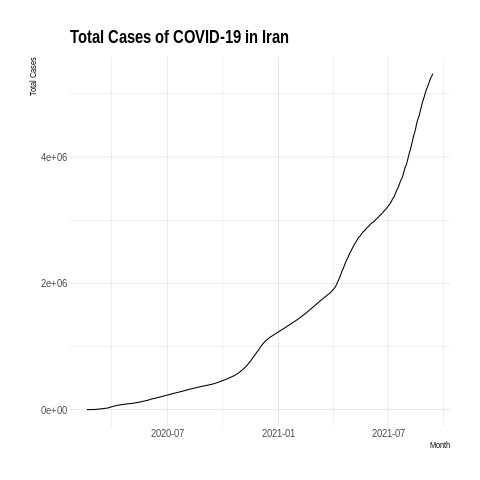 Total Cases of COVID-19 in Iran
Total Cases
4e+06
2e+06
0e+00
2020-07 2021-01 2021-07
Month